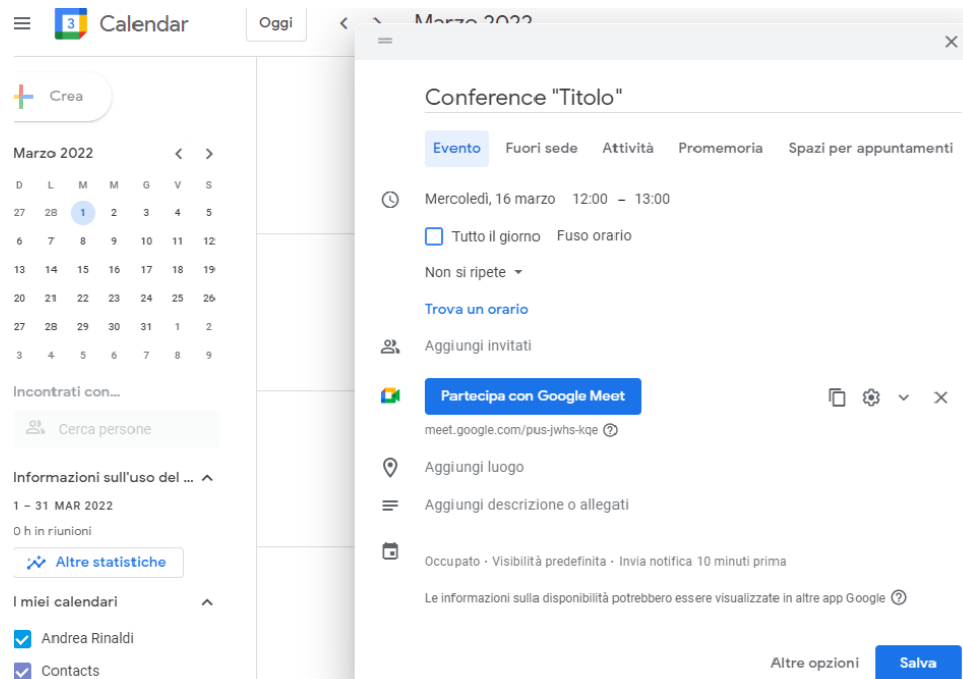 3 Calendar Oggi Marzo 2022
Crea
Marzo 2022
D L M M G V S
27 28 1 2 3 4 5
6 7 8 9 10 11 12
13 14 15 16 17 18 19
20 21 22 23 24 25 26
27 28 29 30 31 1 2
3 4 5 6 7 8 9
Incontrati con...
Cerca persone
Informazioni sull'uso del ...
1 – 31 MAR 2022
0 h in riunioni
Altre statistiche
I miei calendari
Andrea Rinaldi
Contacts
Conference "Titolo"
Evento Fuori sede Attività Promemoria Spazi per appuntamenti
Mercoledì, 16 marzo 12:00 – 13:00
Tutto il giorno Fuso orario
Non si ripete
Trova un orario
Aggiungi invitati
Partecipa con Google Meet
meet.google.com/pus-jwhs-kqe
Aggiungi luogo
Aggiungi descrizione o allegati
Occupato · Visibilità predefinita · Invia notifica 10 minuti prima
Le informazioni sulla disponibilità potrebbero essere visualizzate in altre app Google
Altre opzioni Salva